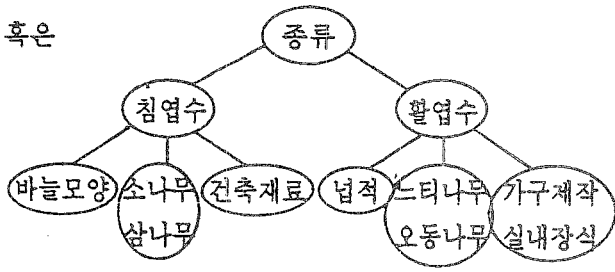 혹은
종류
침엽수 활엽수
바늘모양 소나무 건축재료 넙적 느티나무 가구제작
삼나무 오동나무 실내장식